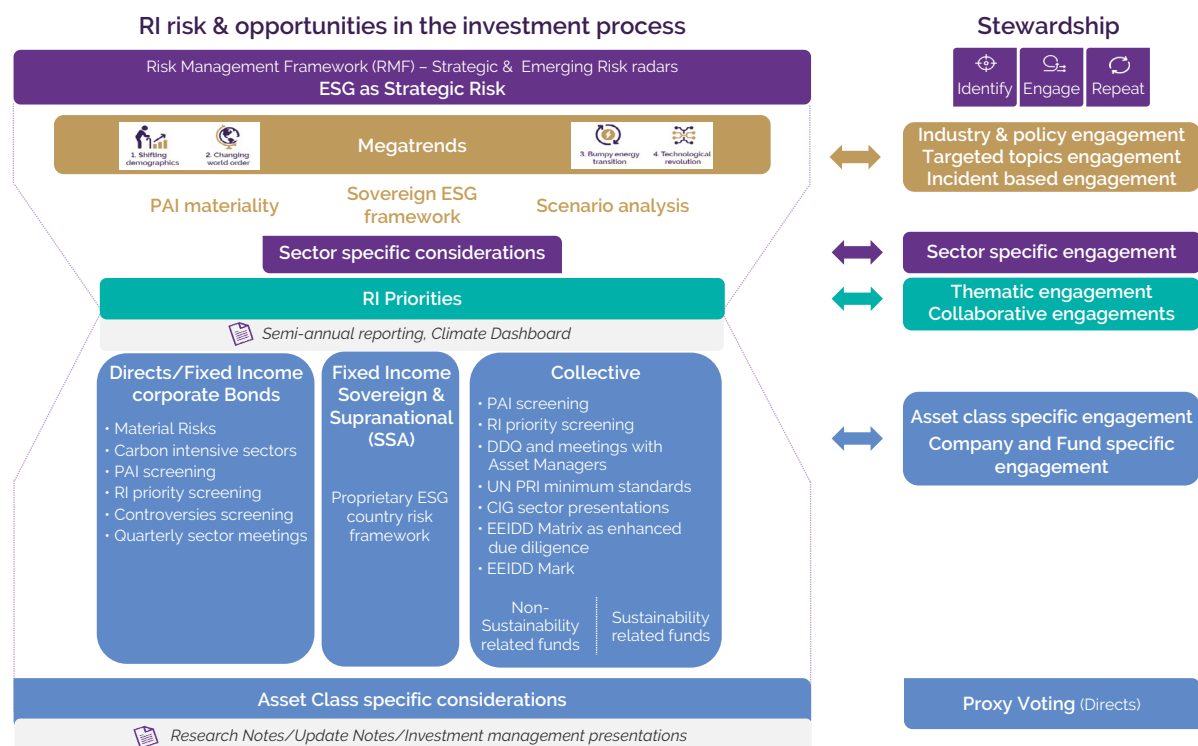 RI risk & opportunities in the investment process
Risk Management Framework (RMF) – Strategic & Emerging Risk radars
ESG as Strategic Risk
1. Shifting
demographics
2. Changing
world order
Megatrends
3. Bumpy energy
transition
4. Technological
revolution
PAI materiality
Sovereign ESG
framework
Scenario analysis
Sector specific considerations
RI Priorities
Semi-annual reporting, Climate Dashboard
Directs/Fixed Income
corporate Bonds
• Material Risks
• Carbon intensive sectors
• PAI screening
• RI priority screening
• Controversies screening
• Quarterly sector meetings
Fixed Income
Sovereign &
Supranational
(SSA)
Proprietary ESG
country risk
framework
Collective
• PAI screening
• RI priority screening
• DDQ and meetings with
Asset Managers
• UN PRI minimum standards
• CIG sector presentations
• EEIDD Matrix as enhanced
due diligence
• EEIDD Mark
Non-
Sustainability
related funds
Sustainability
related funds
Asset Class specific considerations
Research Notes/Update Notes/Investment management presentations
Stewardship
Identify
Engage
Repeat
Industry & policy engagement
Targeted topics engagement
Incident based engagement
Sector specific engagement
Thematic engagement
Collaborative engagements
Asset class specific engagement
Company and Fund specific
engagement
Proxy Voting (Directs)